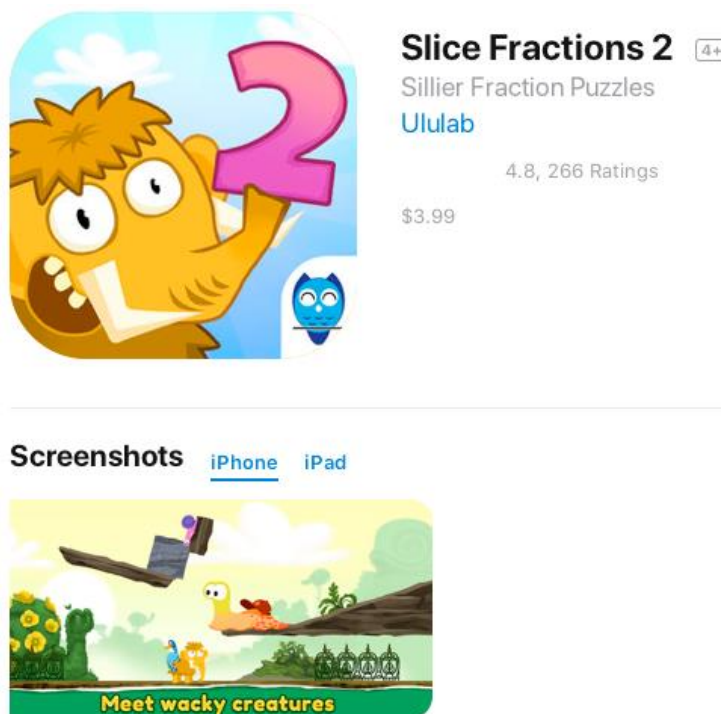 2
Slice Fractions 2 4+
Sillier Fraction Puzzles
Ululab
4.8, 266 Ratings
$3.99
Screenshots iPhone iPad
Meet wacky creatures